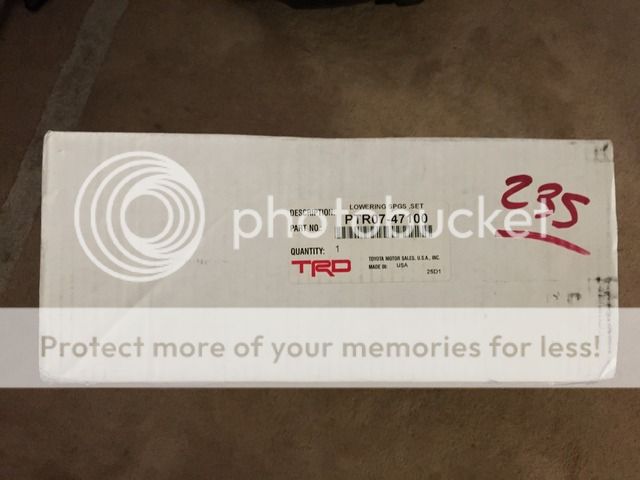 LOWERING SPGS ,SET
DESCRIPTION:
PTR07-47100
PART NO.:
QUANTITY: 1
TRD
TOYOTA MOTOR SALES, U.S.A., INC.
MADE IN: USA
25D1
235
photobucket
Protect more of your memories for less!